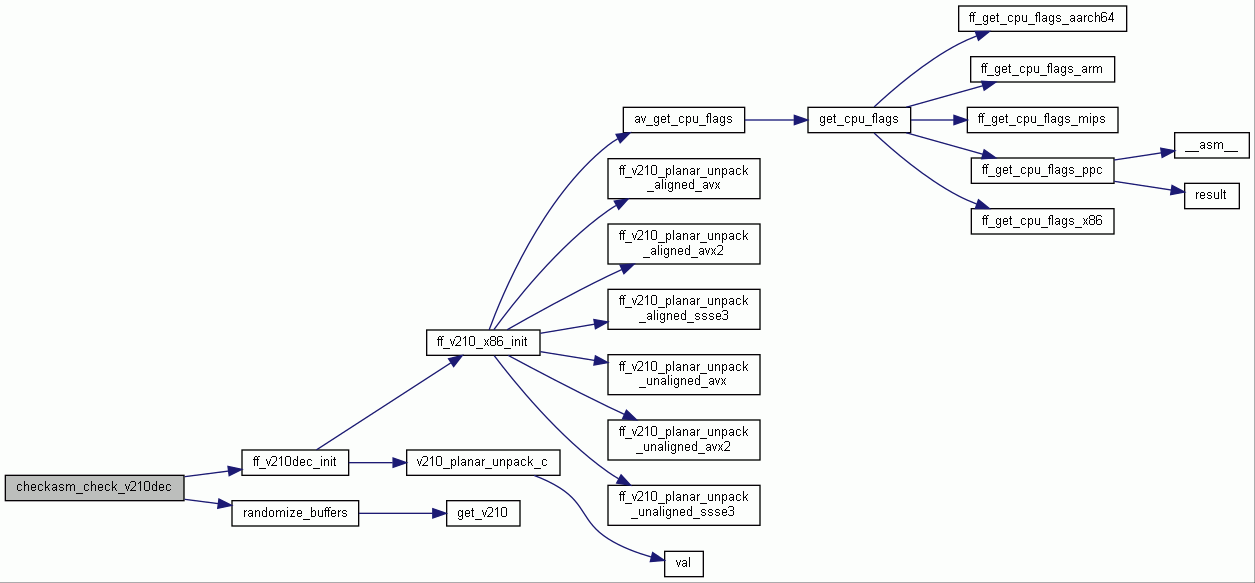 ff_get_cpu_flags_aarch64
ff_get_cpu_flags_arm
av_get_cpu_flags
get_cpu_flags
ff_get_cpu_flags_mips
__asm__
ff_v210_planar_unpack
_aligned_avx
ff_get_cpu_flags_ppc
result
ff_get_cpu_flags_x86
ff_v210_planar_unpack
_aligned_avx2
ff_v210_planar_unpack
_aligned_ssse3
ff_v210_x86_init
ff_v210_planar_unpack
_unaligned_avx
ff_v210_planar_unpack
_unaligned_avx2
ff_v210dec_init
v210_planar_unpack_c
checkasm_check_v210dec
ff_v210_planar_unpack
_unaligned_ssse3
randomize_buffers
get_v210
val